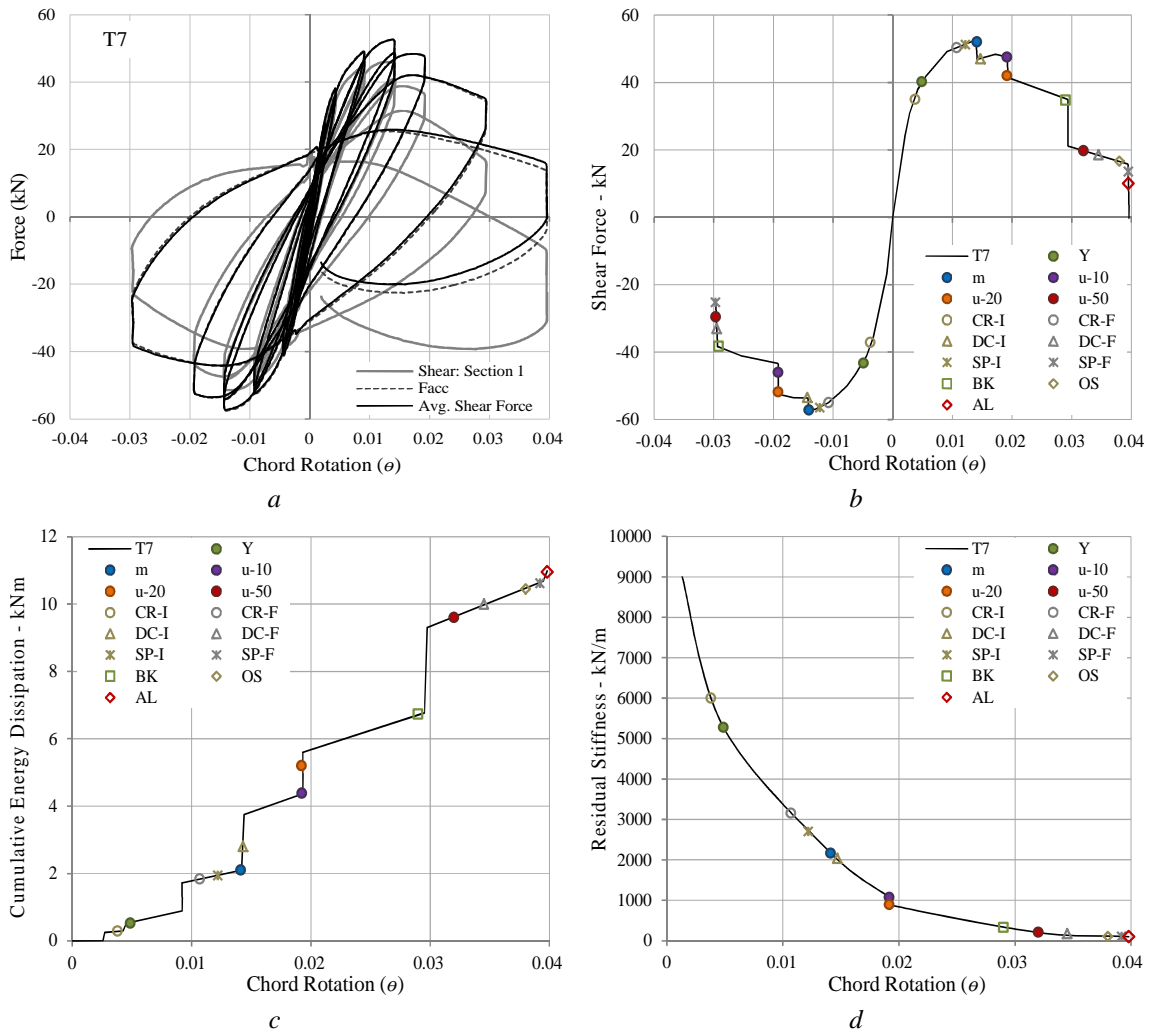 T7
60
40
20
0
-20
-40
-60
-0.04 -0.03 -0.02 -0.01 0 0.01 0.02 0.03 0.04
Force (kN)
Chord Rotation (ɵ)
Shear: Section 1
Facc
Avg. Shear Force
a
60
40
20
0
-20
-40
-60
-0.04 -0.03 -0.02 -0.01 0 0.01 0.02 0.03 0.04
Shear Force - kN
Chord Rotation (ɵ)
T7 Y
m u-10
u-20 u-50
CR-I CR-F
DC-I DC-F
SP-I SP-F
BK OS
AL
b
12
10
8
6
4
2
0
0 0.01 0.02 0.03 0.04
Cumulative Energy Dissipation - kNm
Chord Rotation (ɵ)
T7 Y
m u-10
u-20 u-50
CR-I CR-F
DC-I DC-F
SP-I SP-F
BK OS
AL
c
10000
9000
8000
7000
6000
5000
4000
3000
2000
1000
0
0 0.01 0.02 0.03 0.04
Residual Stiffness - kN/m
Chord Rotation (ɵ)
T7 Y
m u-10
u-20 u-50
CR-I CR-F
DC-I DC-F
SP-I SP-F
BK OS
AL
d